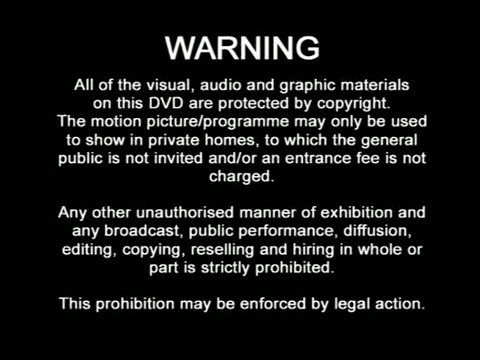 WARNING
All of the visual, audio and graphic materials
on this DVD are protected by copyright.
The motion picture/programme may only be used
to show in private homes, to which the general
public is not invited and/or an entrance fee is not
charged.
Any other unauthorised manner of exhibition and
any broadcast, public performance, diffusion,
editing, copying, reselling and hiring in whole or
part is strictly prohibited.
This prohibition may be enforced by legal action.